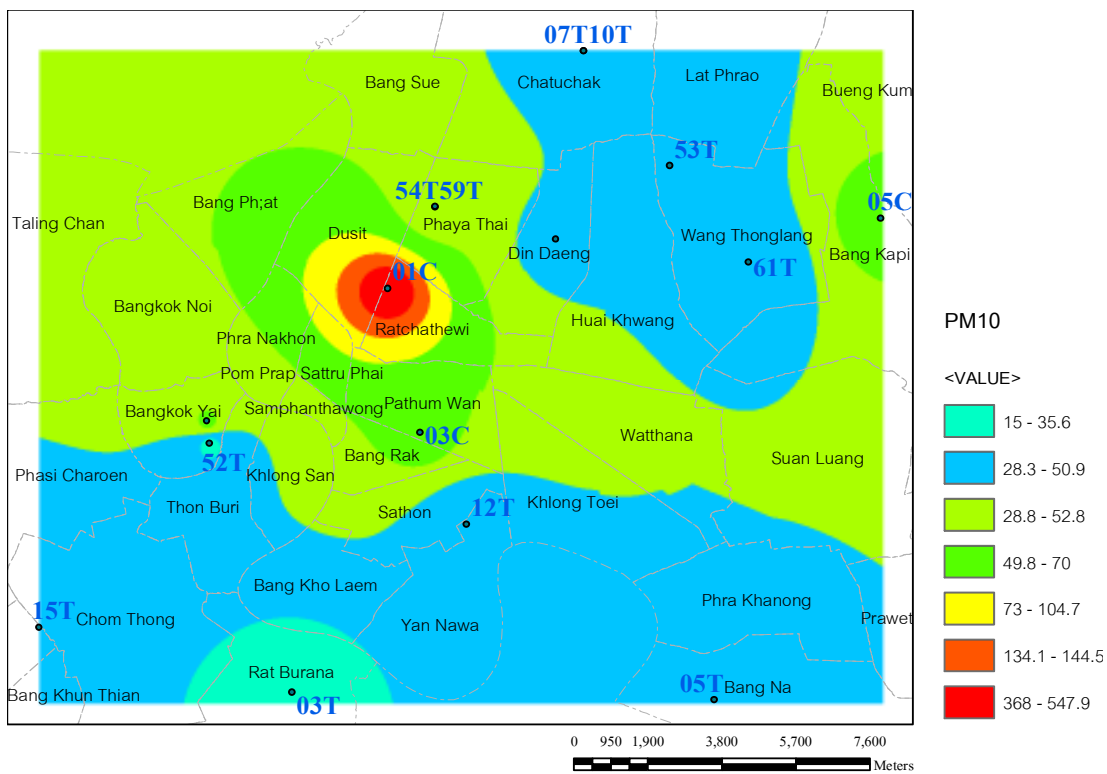 07T10T
Bang Sue
Chatuchak
Lat Phrao
Bueng Kum
53T
54T59T
05C
Bang Ph;at
Taling Chan
Phaya Thai
Dusit
Wang Thonglang
Din Daeng
Bang Kapi
61T
01C
Bangkok Noi
Huai Khwang
Ratchathewi
Phra Nakhon
Pom Prap Sattru Phai
Bangkok Yai
Samphanthawong
Pathum Wan
03C
Watthana
Bang Rak
Suan Luang
52T
Phasi Charoen
Khlong San
Thon Buri
Sathon
12T
Khlong Toei
Bang Kho Laem
Phra Khanong
15T
Chom Thong
Yan Nawa
Prawet
Rat Burana
Bang Khun Thian
03T
05T
Bang Na
PM10
<VALUE>
15 - 35.6
28.3 - 50.9
28.8 - 52.8
49.8 - 70
73 - 104.7
134.1 - 144.5
368 - 547.9
0 950 1,900 3,800 5,700 7,600
Meters